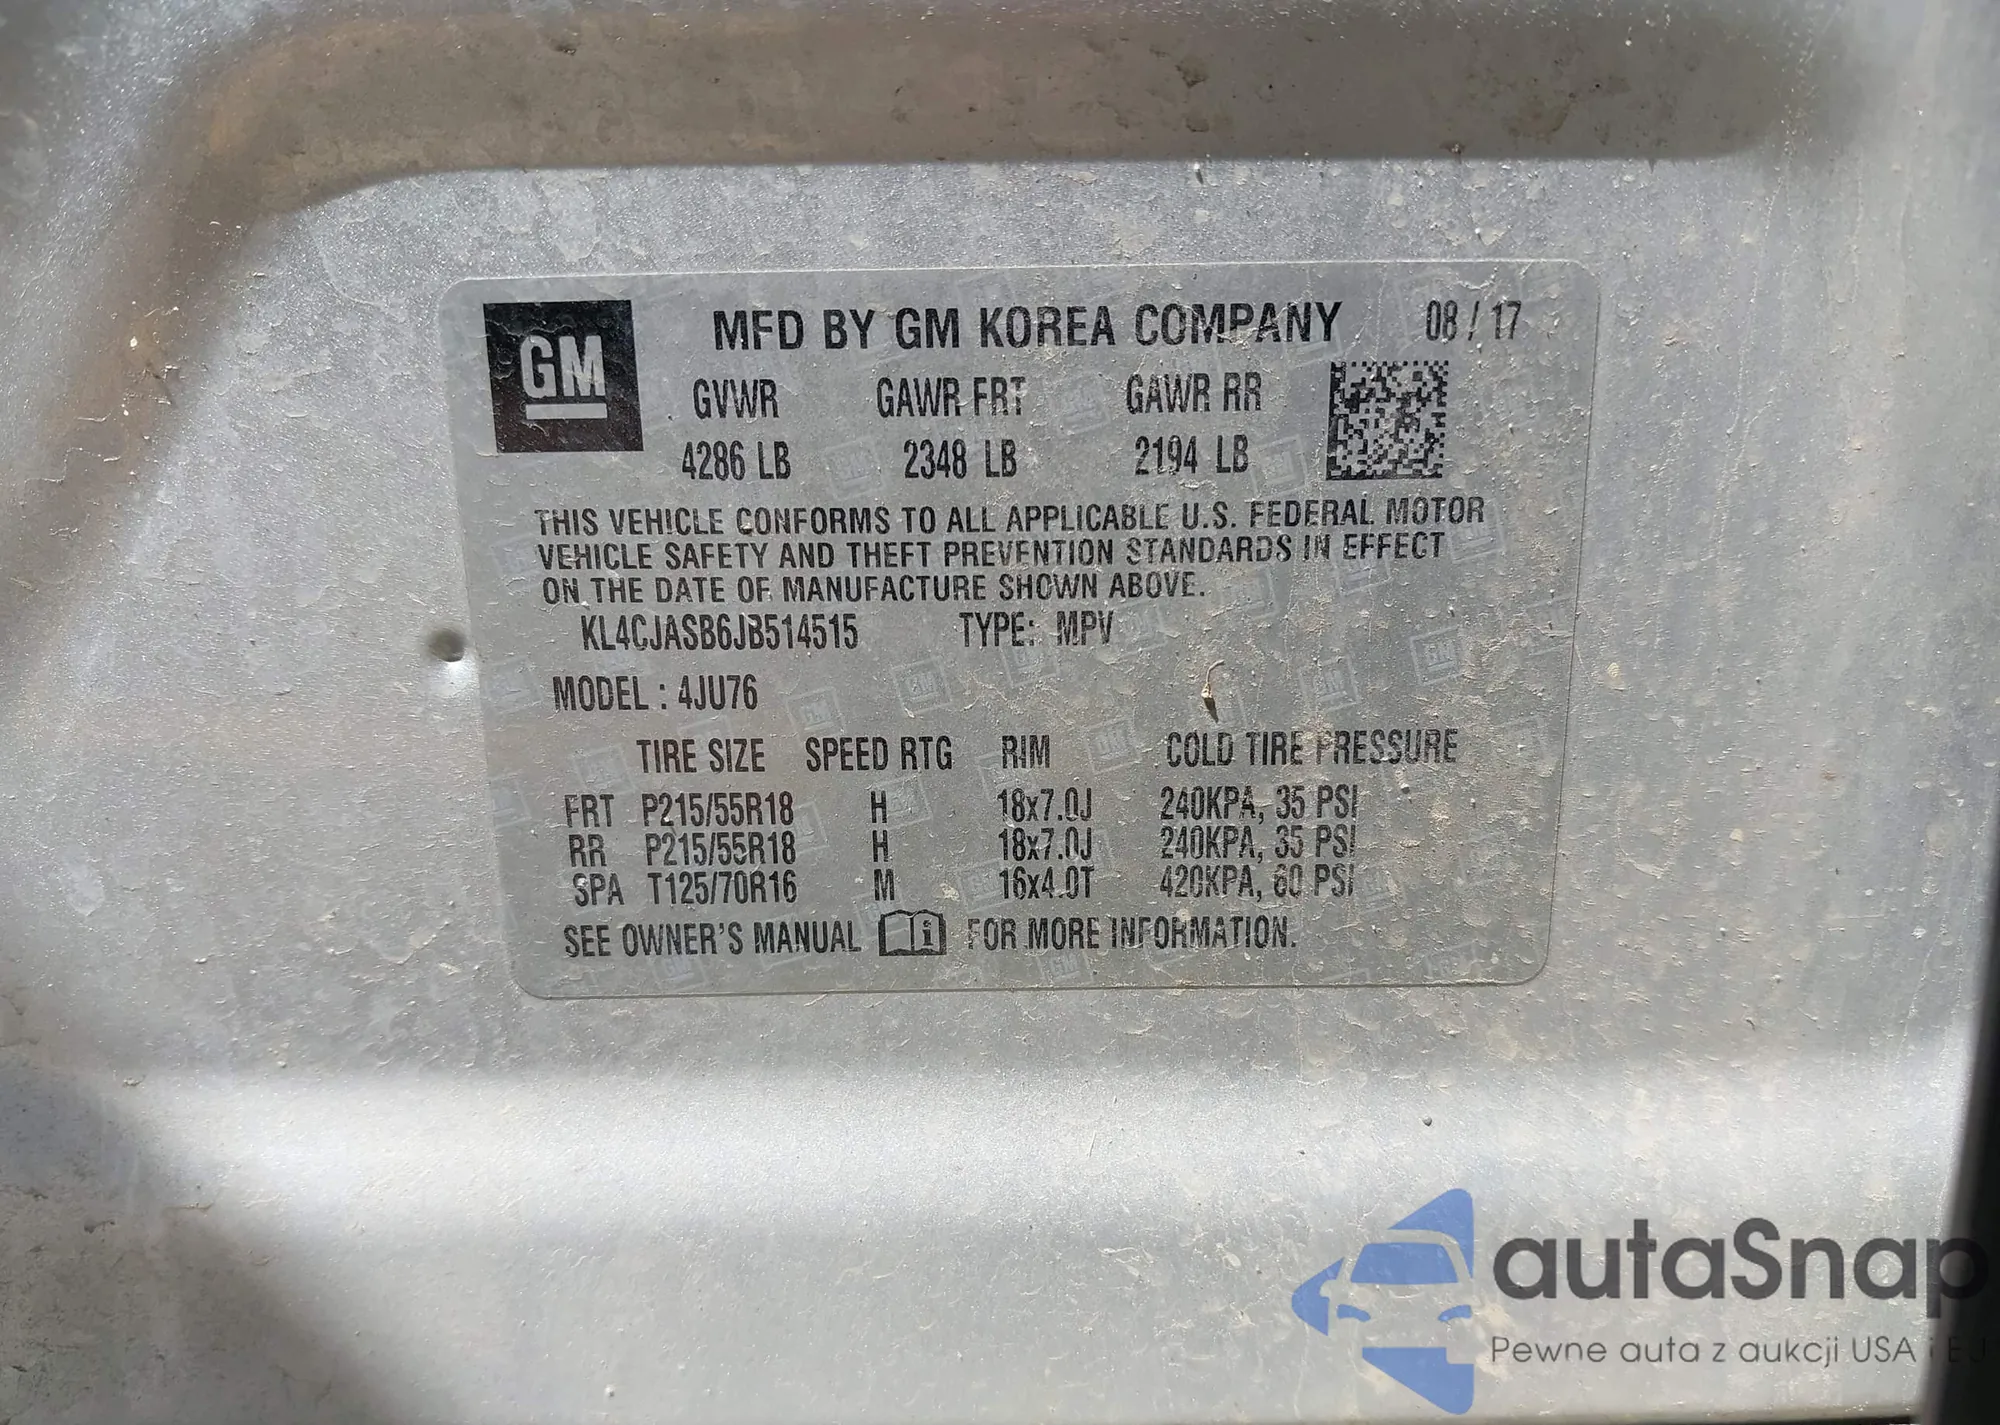 GM
MFD BY GM KOREA COMPANY 08/17
GVWR GAWR FRT GAWR RR
4286 LB 2348 LB 2194 LB
THIS VEHICLE CONFORMS TO ALL APPLICABLE U.S. FEDERAL MOTOR
VEHICLE SAFETY AND THEFT PREVENTION STANDARDS IN EFFECT
ON THE DATE OF MANUFACTURE SHOWN ABOVE.
KL4CJASB6JB514515 TYPE: MPV
MODEL : 4JU76
TIRE SIZE SPEED RTG RIM COLD TIRE PRESSURE
FRT P215/55R18 H 18x7.0J 240KPA, 35 PSI
RR P215/55R18 H 18x7.0J 240KPA, 35 PSI
SPA T125/70R16 M 16x4.0T 420KPA, 60 PSI
SEE OWNER'S MANUAL FOR MORE INFORMATION.
autaSnap
Pewne auta z aukcji USA i